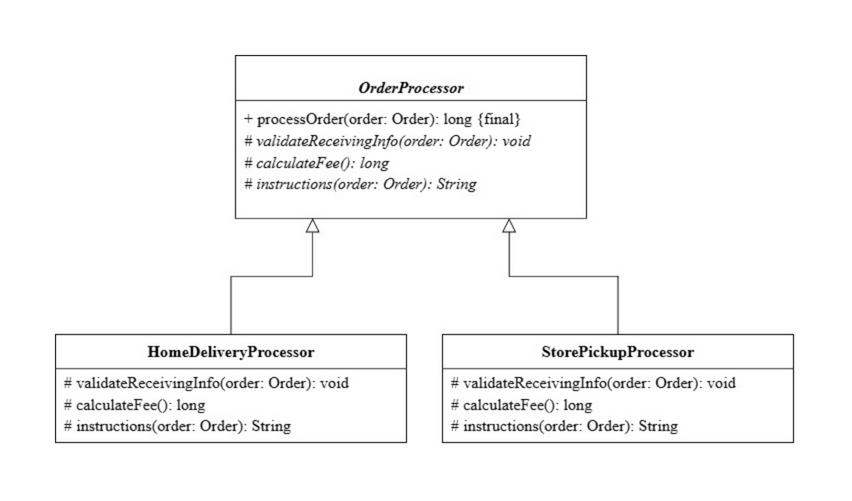 OrderProcessor
+ processOrder(order: Order): long {final}
# validateReceivingInfo(order: Order): void
# calculateFee(): long
# instructions(order: Order): String
HomeDeliveryProcessor
# validateReceivingInfo(order: Order): void
# calculateFee(): long
# instructions(order: Order): String
StorePickupProcessor
# validateReceivingInfo(order: Order): void
# calculateFee(): long
# instructions(order: Order): String